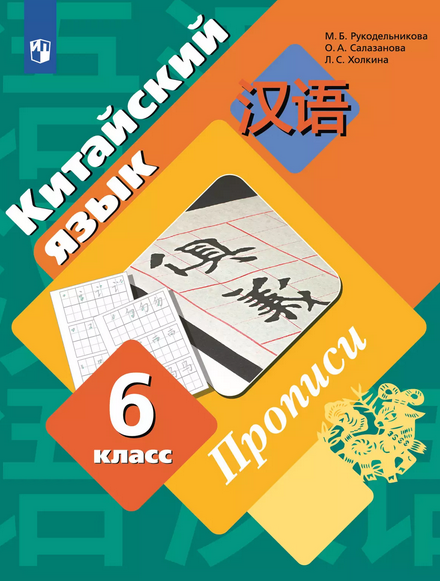 М. Б. Рукодельникова
О. А. Салазанова
Л. С. Холкина
汉语
Китайский
язык
6
класс
Прописи